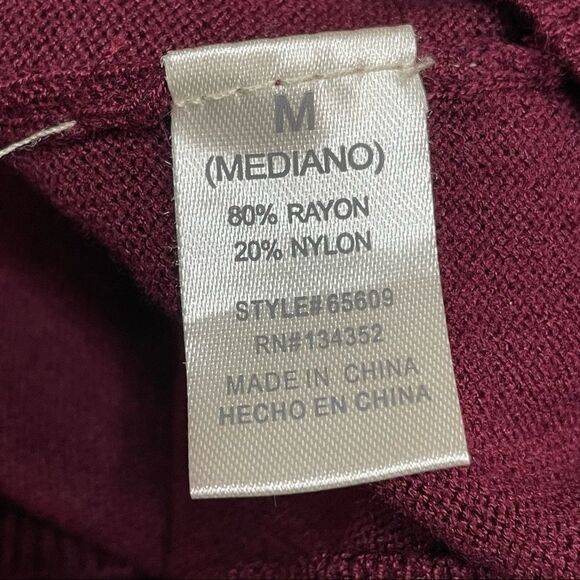 M
(MEDIANO)
80% RAYON
20% NYLON
STYLE# 65609
RN#134352
MADE IN CHINA
HECHO EN CHINA